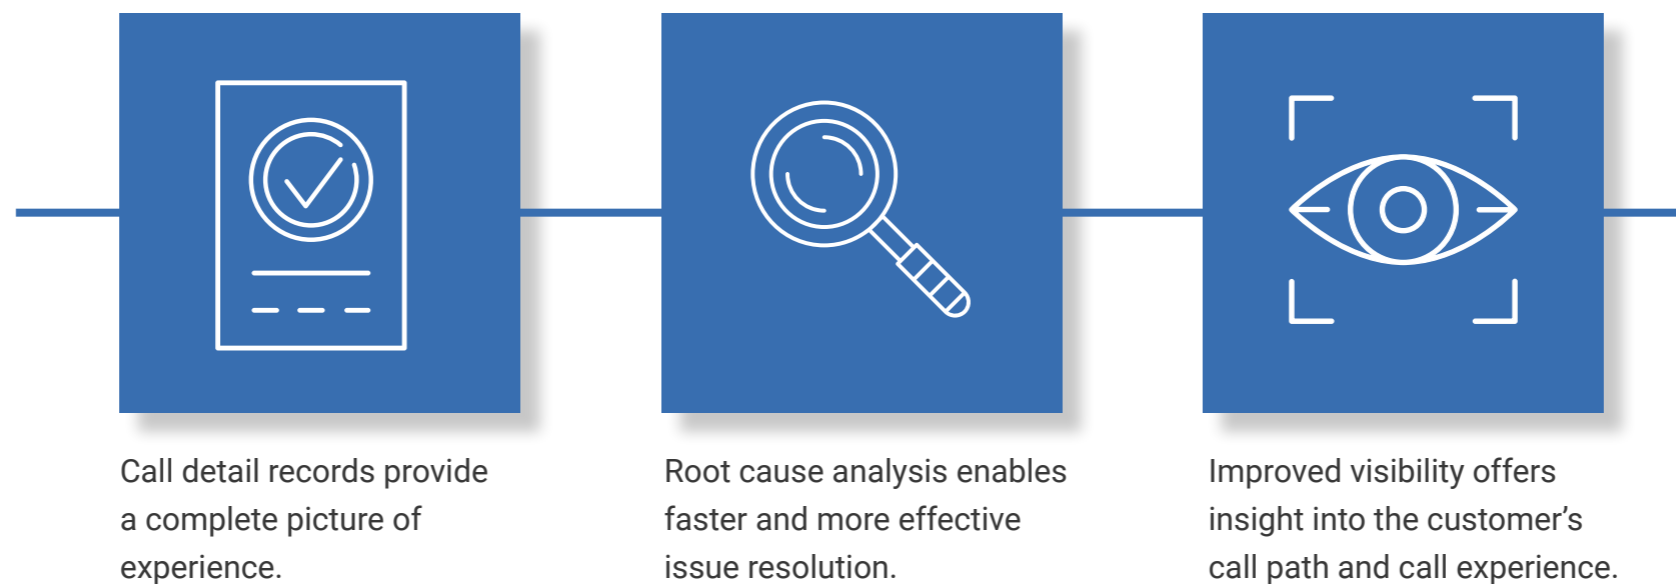 Call detail records provide
a complete picture of
experience.
Root cause analysis enables
faster and more effective
issue resolution.
Improved visibility offers
insight into the customer’s
call path and call experience.